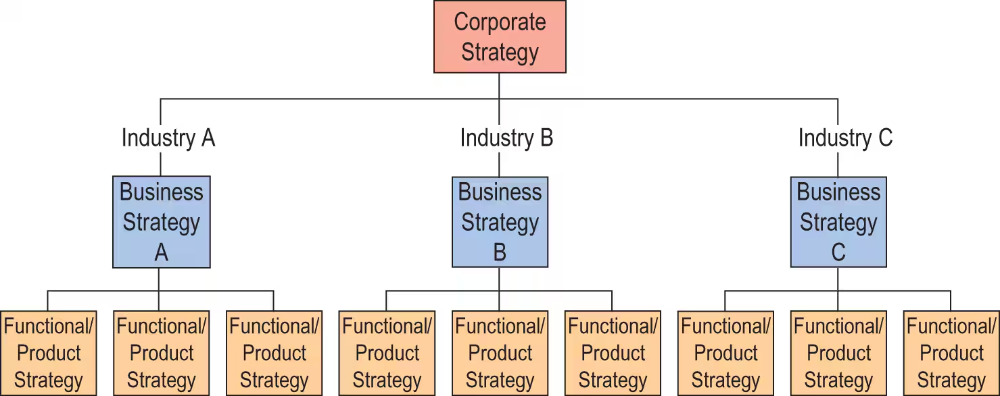 Corporate
Strategy
Industry A
Industry B
Industry C
Business
Strategy
A
Business
Strategy
B
Business
Strategy
C
Functional/
Product
Strategy
Functional/
Product
Strategy
Functional/
Product
Strategy
Functional/
Product
Strategy
Functional/
Product
Strategy
Functional/
Product
Strategy
Functional/
Product
Strategy
Functional/
Product
Strategy
Functional/
Product
Strategy